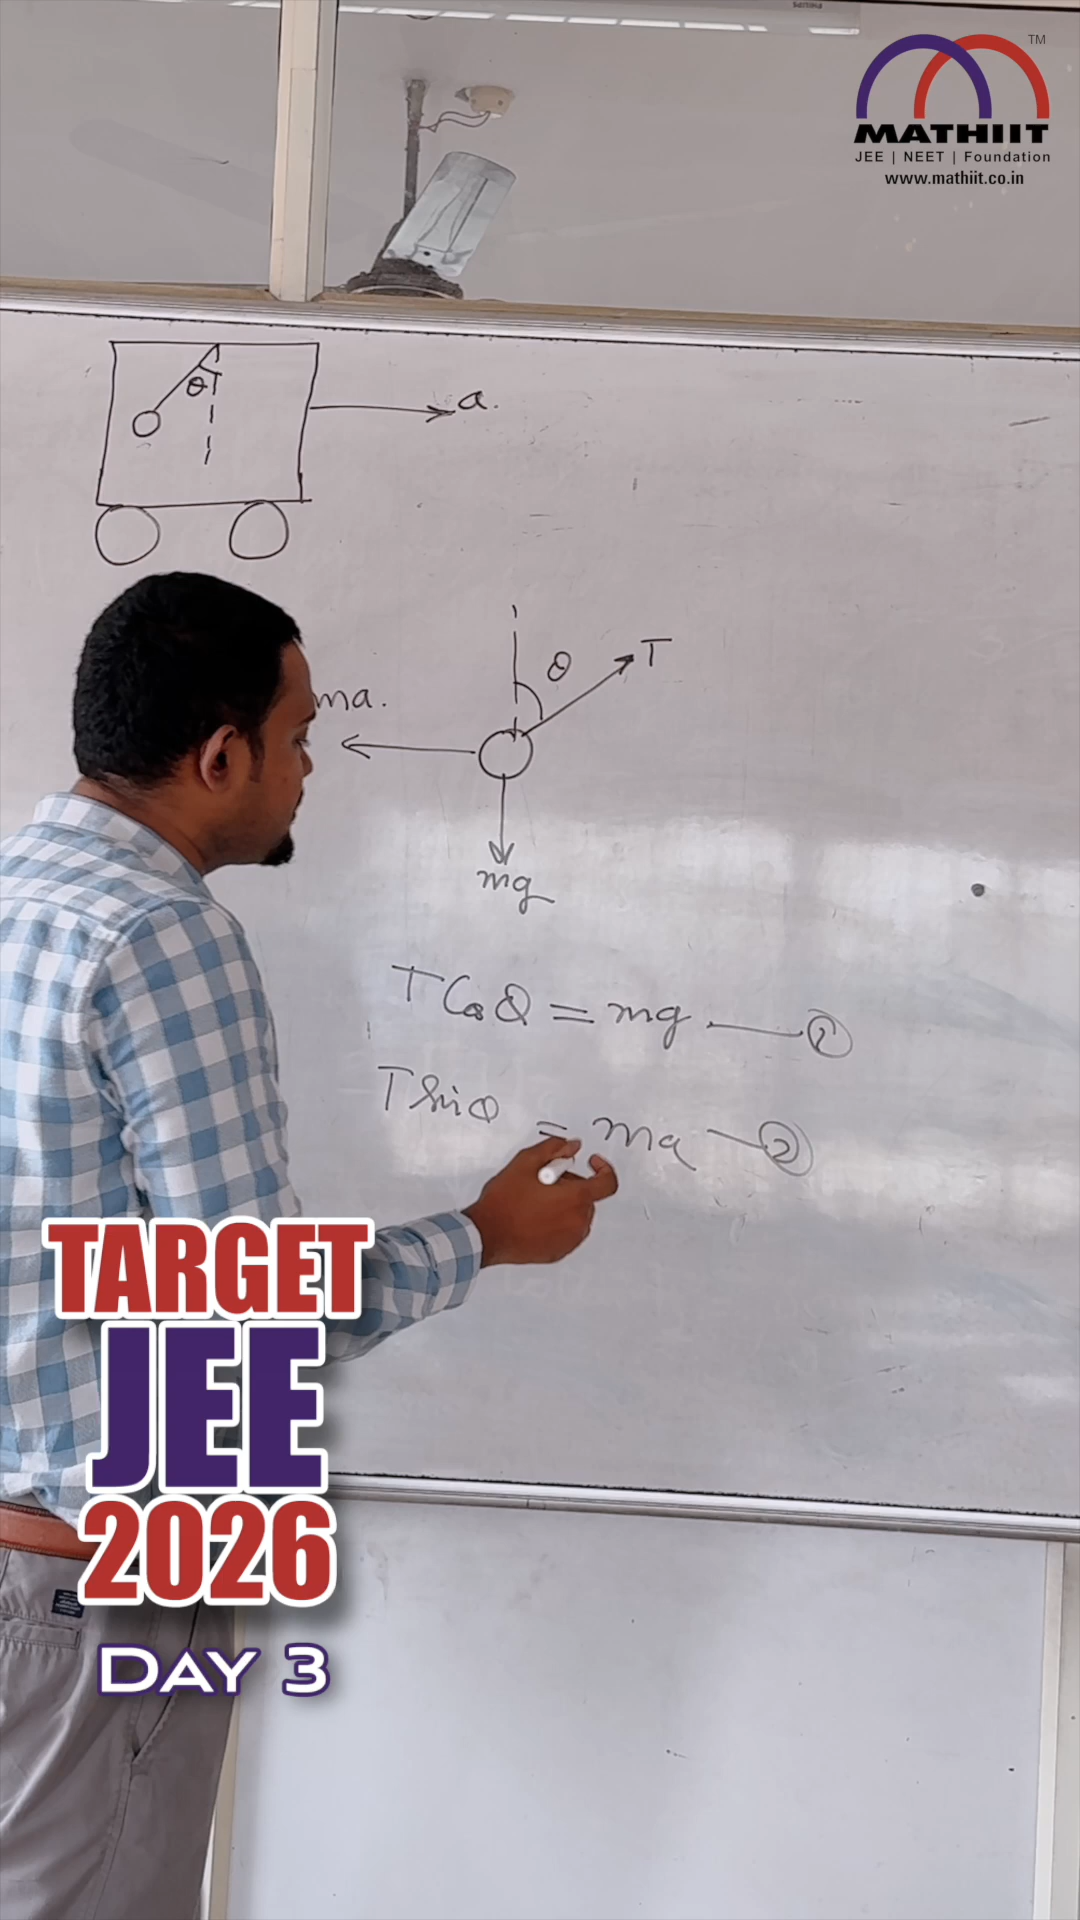 TM
MATHIIT
JEE | NEET | Foundation
www.mathiit.co.in
θ
a.
θ
T
ma.
mg
T Cos θ = mg — 1
T sin θ = ma — 2
TARGET
JEE
2026
DAY 3